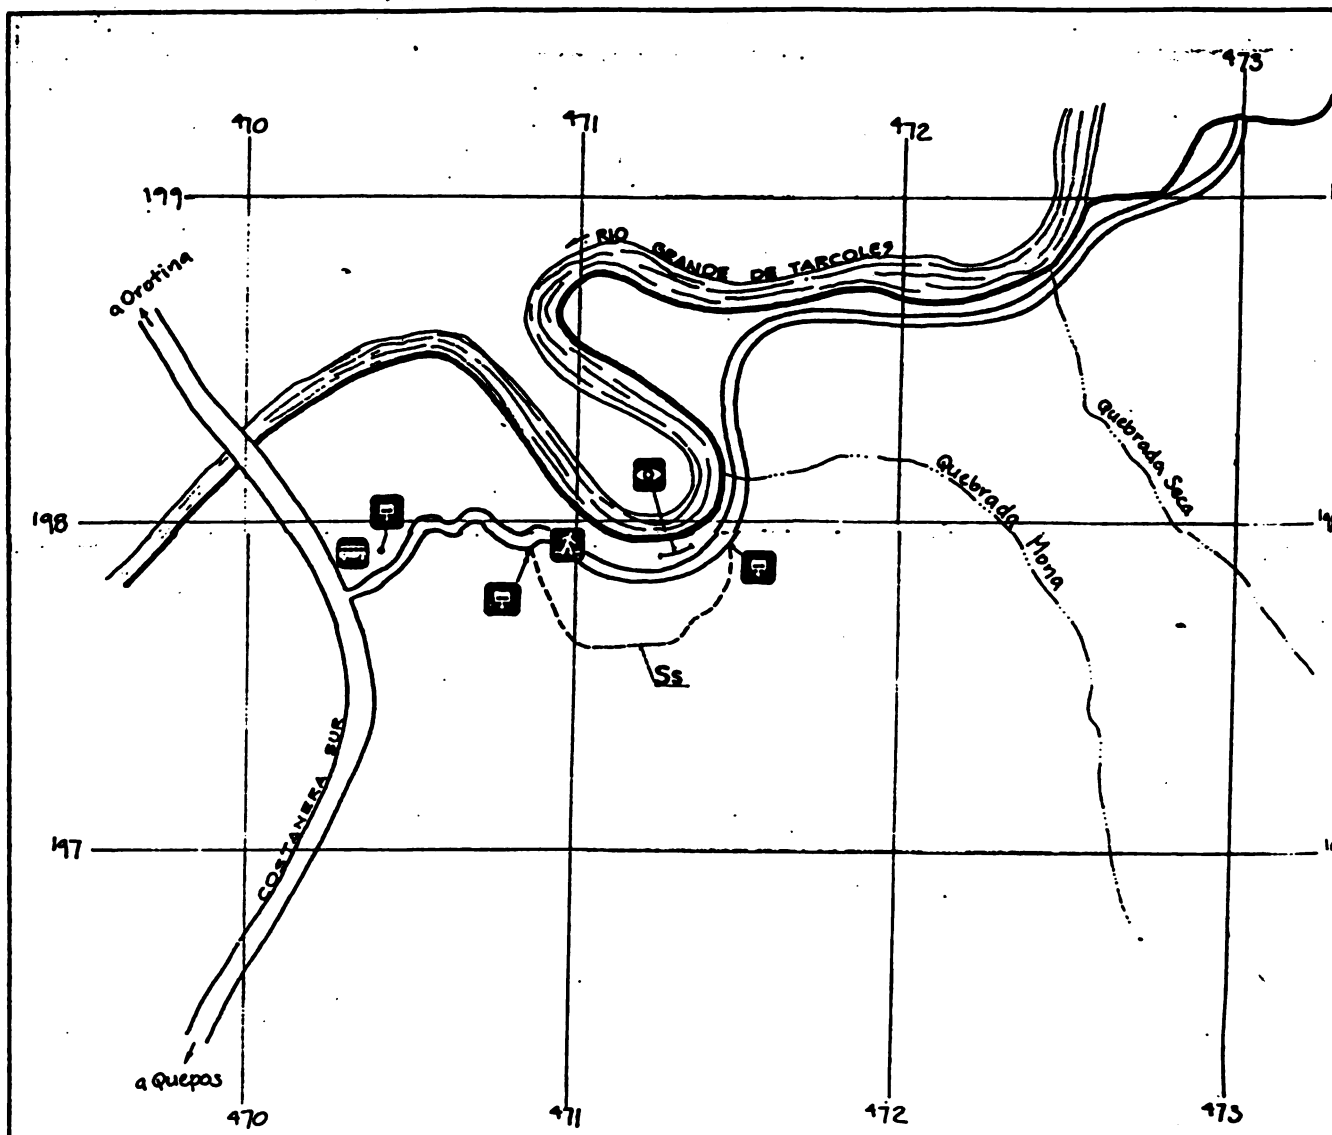 473
470
471
472
199
RIO GRANDE DE TARCOLES
a Orotina
Quebrada Seca
Quebrada Mona
198
Ss
COSTANERA SUR
197
a Quepos
470
471
472
473